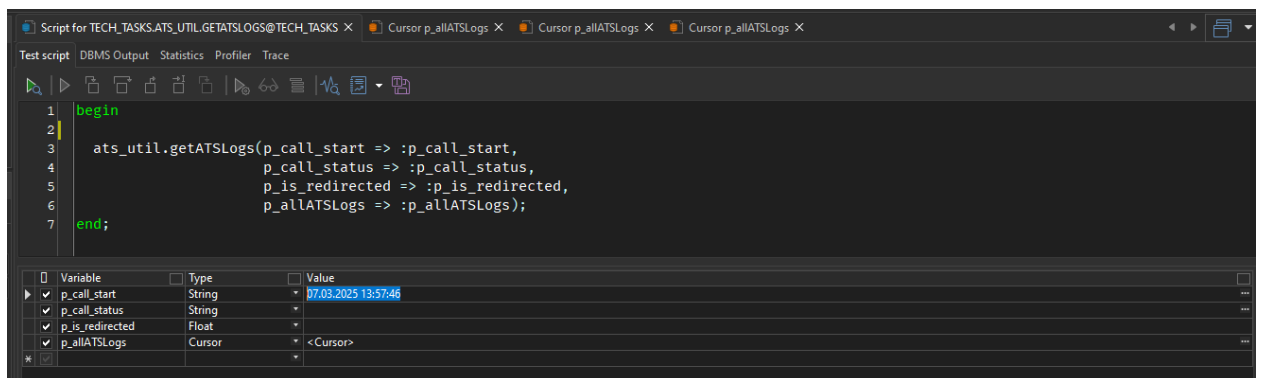 Script for TECH_TASKS.ATS_UTIL.GETATSLOGS@TECH_TASKS Cursor p_allATSLogs Cursor p_allATSLogs Cursor p_allATSLogs
Test script DBMS Output Statistics Profiler Trace
1 begin
2
3 ats_util.getATSLogs(p_call_start => :p_call_start,
4 p_call_status => :p_call_status,
5 p_is_redirected => :p_is_redirected,
6 p_allATSLogs => :p_allATSLogs);
7 end;
Variable Type Value
p_call_start String 07.03.2025 13:57:46
p_call_status String
p_is_redirected Float
p_allATSLogs Cursor <Cursor>